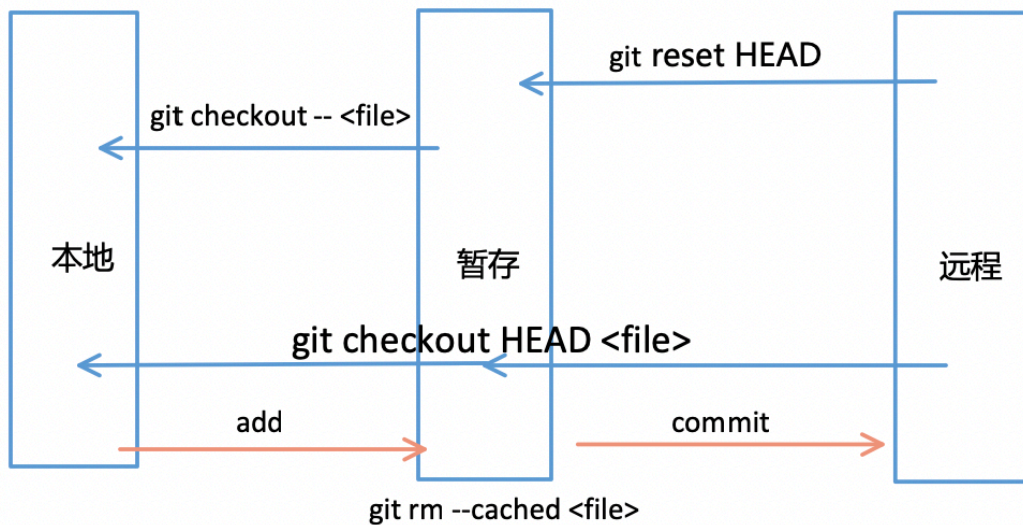 git reset HEAD
git checkout -- <file>
本地
暂存
远程
git checkout HEAD <file>
add
commit
git rm --cached <file>